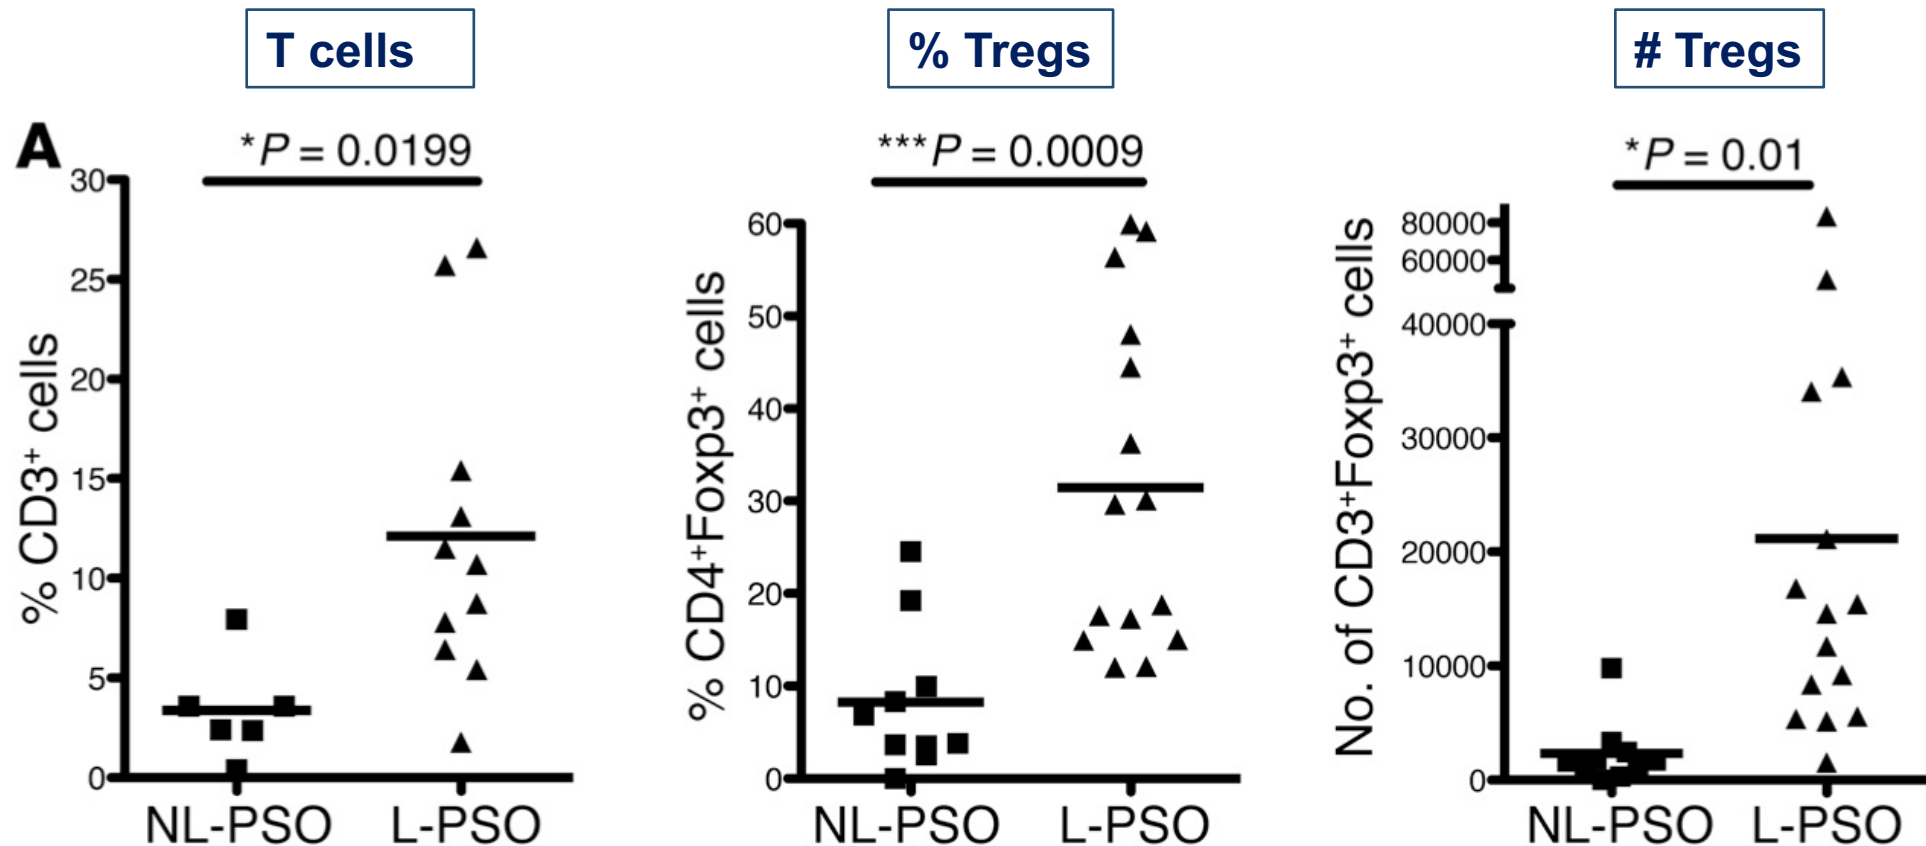 T cells
% Tregs
# Tregs
A
*P = 0.0199
***P = 0.0009
*P = 0.01
% CD3+ cells
30
25
20
15
10
5
0
NL-PSO
L-PSO
% CD4+Foxp3+ cells
60
50
40
30
20
10
0
NL-PSO
L-PSO
No. of CD3+Foxp3+ cells
80000
60000
40000
30000
20000
10000
0
NL-PSO
L-PSO